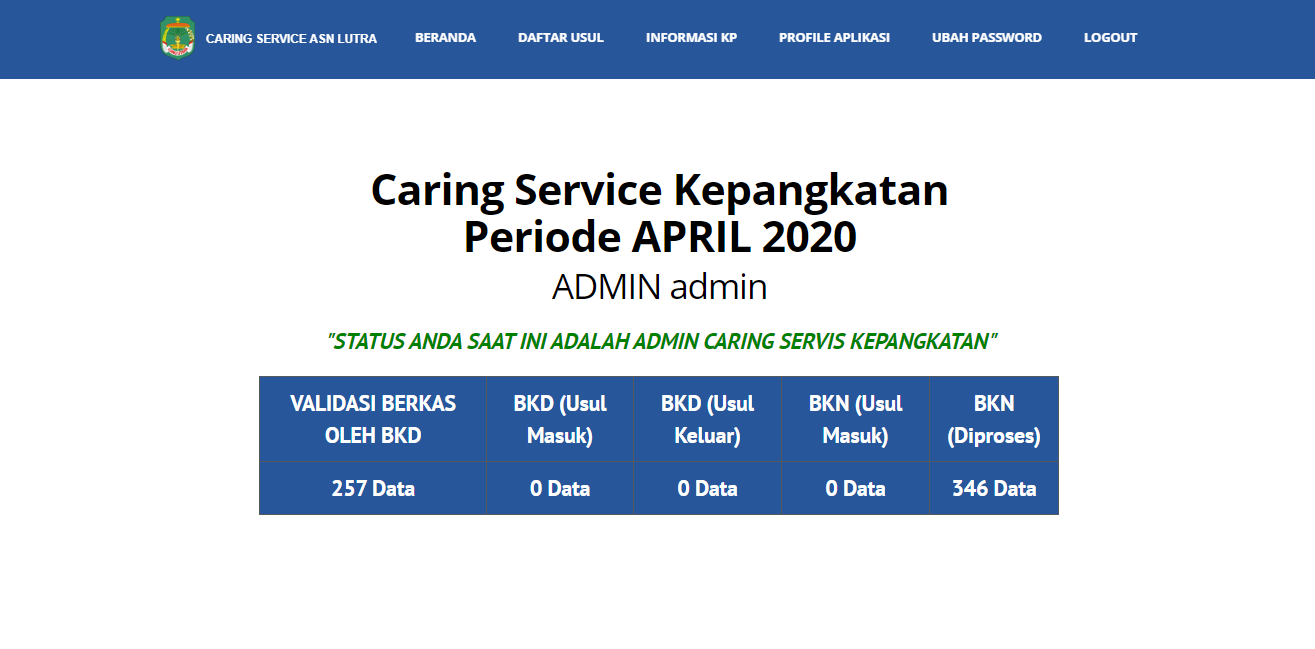 CARING SERVICE ASN LUTRA BERANDA DAFTAR USUL INFORMASI KP PROFILE APLIKASI UBAH PASSWORD LOGOUT
Caring Service Kepangkatan
Periode APRIL 2020
ADMIN admin
"STATUS ANDA SAAT INI ADALAH ADMIN CARING SERVIS KEPANGKATAN"
VALIDASI BERKAS BKD (Usul BKD (Usul BKN (Usul BKN
OLEH BKD Masuk) Keluar) Masuk) (Diproses)
257 Data 0 Data 0 Data 0 Data 346 Data